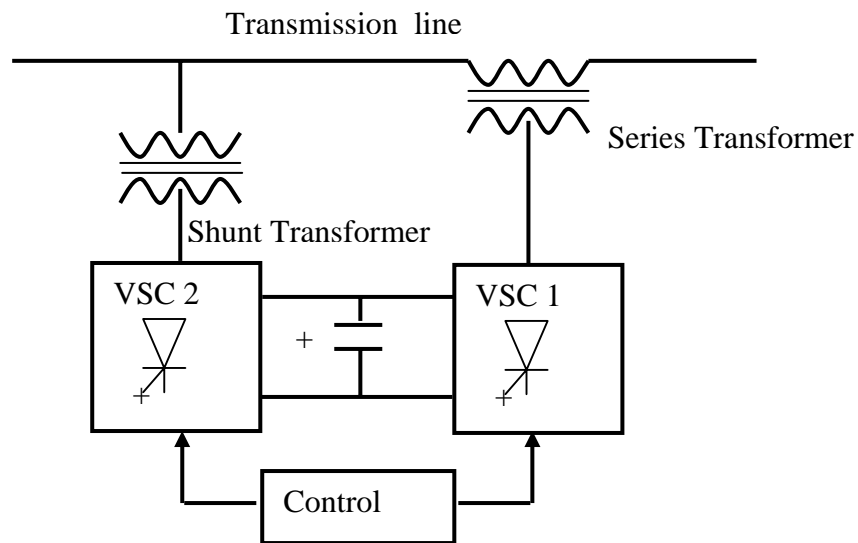 Transmission line
Series Transformer
Shunt Transformer
VSC 2
VSC 1
+
+
+
Control